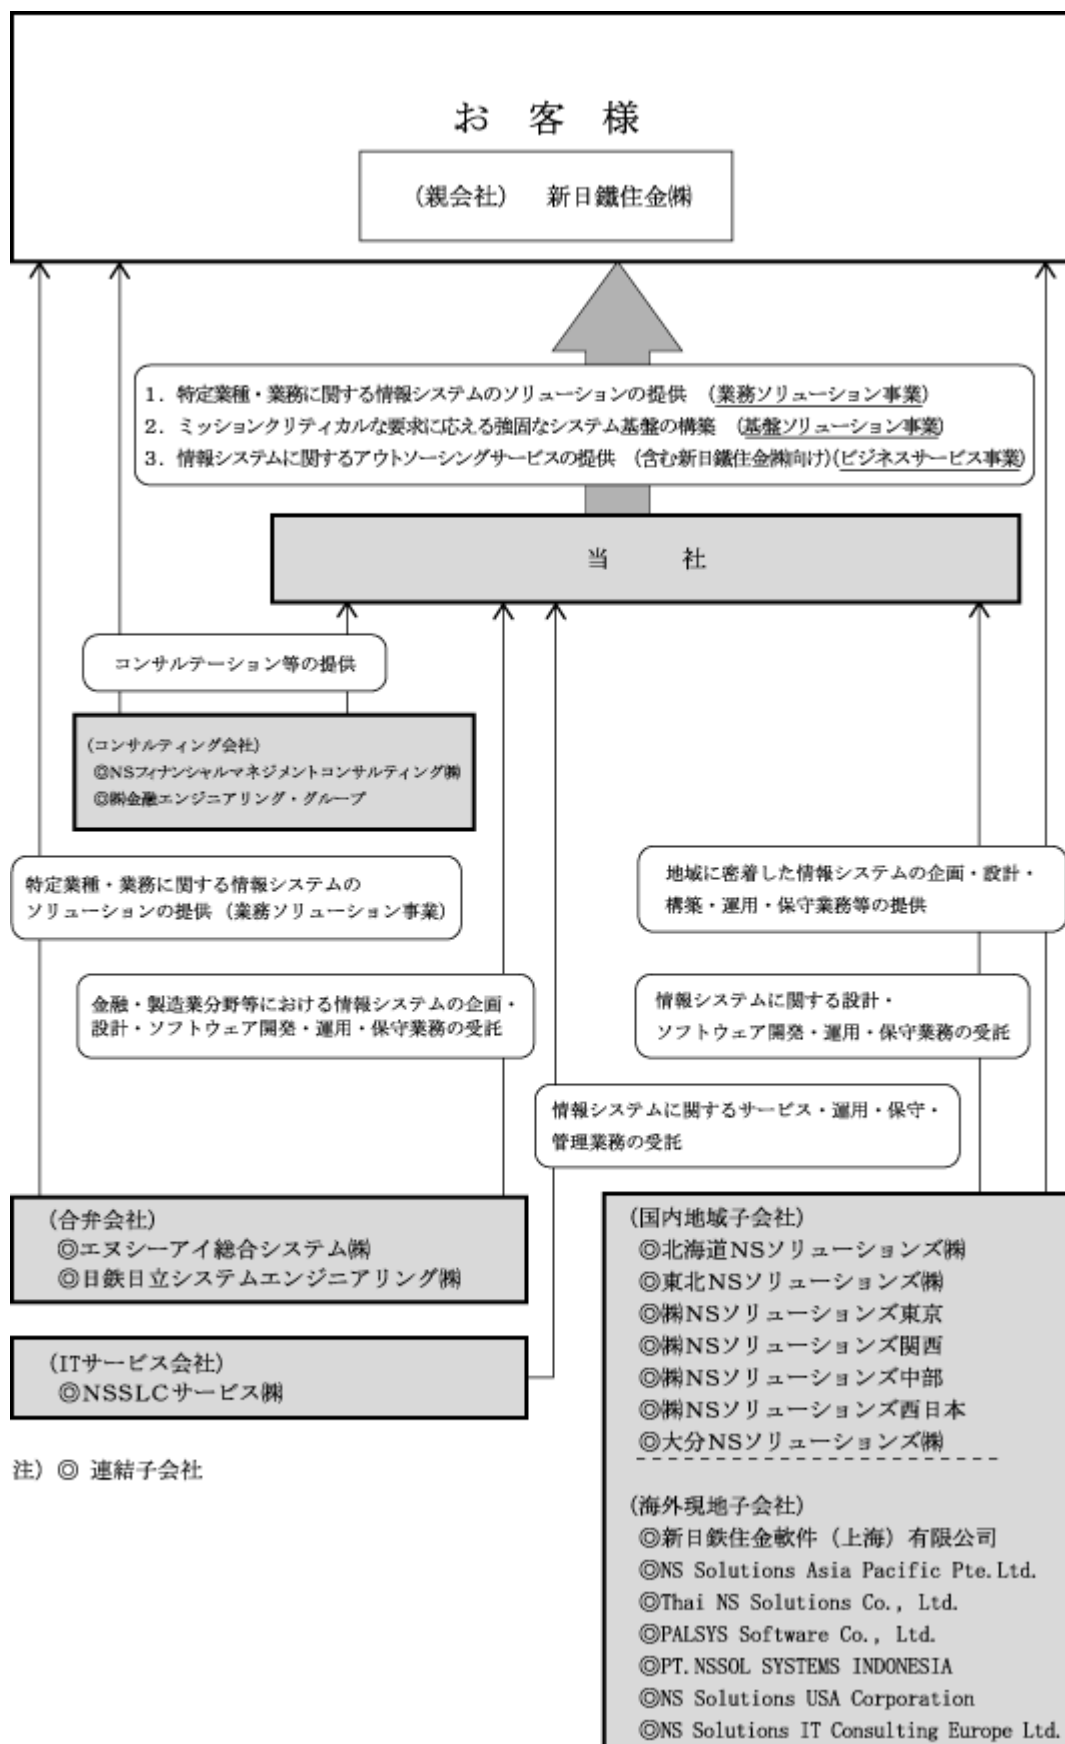 お 客 様
(親会社) 新日鐵住金㈱
1. 特定業種・業務に関する情報システムのソリューションの提供 (業務ソリューション事業)
2. ミッションクリティカルな要求に応える強固なシステム基盤の構築 (基盤ソリューション事業)
3. 情報システムに関するアウトソーシングサービスの提供 (含む新日鐵住金㈱向け)(ビジネスサービス事業)
当 社
コンサルテーション等の提供
(コンサルティング会社)
◎NSフィナンシャルマネジメントコンサルティング㈱
◎㈱金融エンジニアリング・グループ
特定業種・業務に関する情報システムの
ソリューションの提供 (業務ソリューション事業)
地域に密着した情報システムの企画・設計・
構築・運用・保守業務等の提供
金融・製造業分野等における情報システムの企画・
設計・ソフトウェア開発・運用・保守業務の受託
情報システムに関する設計・
ソフトウェア開発・運用・保守業務の受託
情報システムに関するサービス・運用・保守・
管理業務の受託
(合弁会社)
◎エヌシーアイ総合システム㈱
◎日鉄日立システムエンジニアリング㈱
(ITサービス会社)
◎NSSLCサービス㈱
注) ◎ 連結子会社
(国内地域子会社)
◎北海道NSソリューションズ㈱
◎東北NSソリューションズ㈱
◎㈱NSソリューションズ東京
◎㈱NSソリューションズ関西
◎㈱NSソリューションズ中部
◎㈱NSソリューションズ西日本
◎大分NSソリューションズ㈱
(海外現地子会社)
◎新日鉄住金軟件 (上海) 有限公司
◎NS Solutions Asia Pacific Pte.Ltd.
◎Thai NS Solutions Co., Ltd.
◎PALSYS Software Co., Ltd.
◎PT.NSSOL SYSTEMS INDONESIA
◎NS Solutions USA Corporation
◎NS Solutions IT Consulting Europe Ltd.